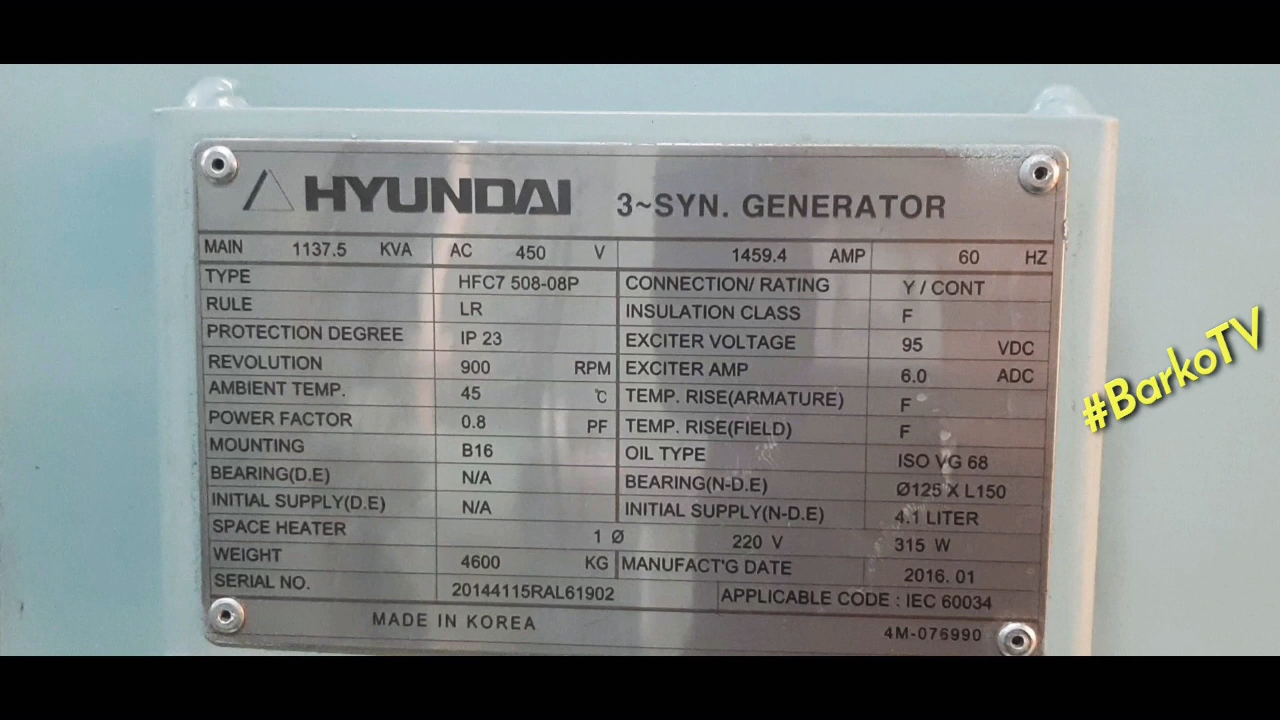 HYUNDAI 3~SYN. GENERATOR
MAIN 1137.5 KVA AC 450 V 1459.4 AMP 60 HZ
TYPE HFC7 508-08P CONNECTION/ RATING Y / CONT
RULE LR INSULATION CLASS F
PROTECTION DEGREE IP 23 EXCITER VOLTAGE 95 VDC
REVOLUTION 900 RPM EXCITER AMP 6.0 ADC
AMBIENT TEMP. 45 ℃ TEMP. RISE(ARMATURE) F
POWER FACTOR 0.8 PF TEMP. RISE(FIELD) F
MOUNTING B16 OIL TYPE ISO VG 68
BEARING(D.E) N/A BEARING(N-D.E) Ø125 X L150
INITIAL SUPPLY(D.E) N/A INITIAL SUPPLY(N-D.E) 4.1 LITER
SPACE HEATER 1 Ø 220 V 315 W
WEIGHT 4600 KG MANUFACT'G DATE 2016. 01
SERIAL NO. 20144115RAL61902 APPLICABLE CODE : IEC 60034
MADE IN KOREA 4M-076990
#BarkoTV